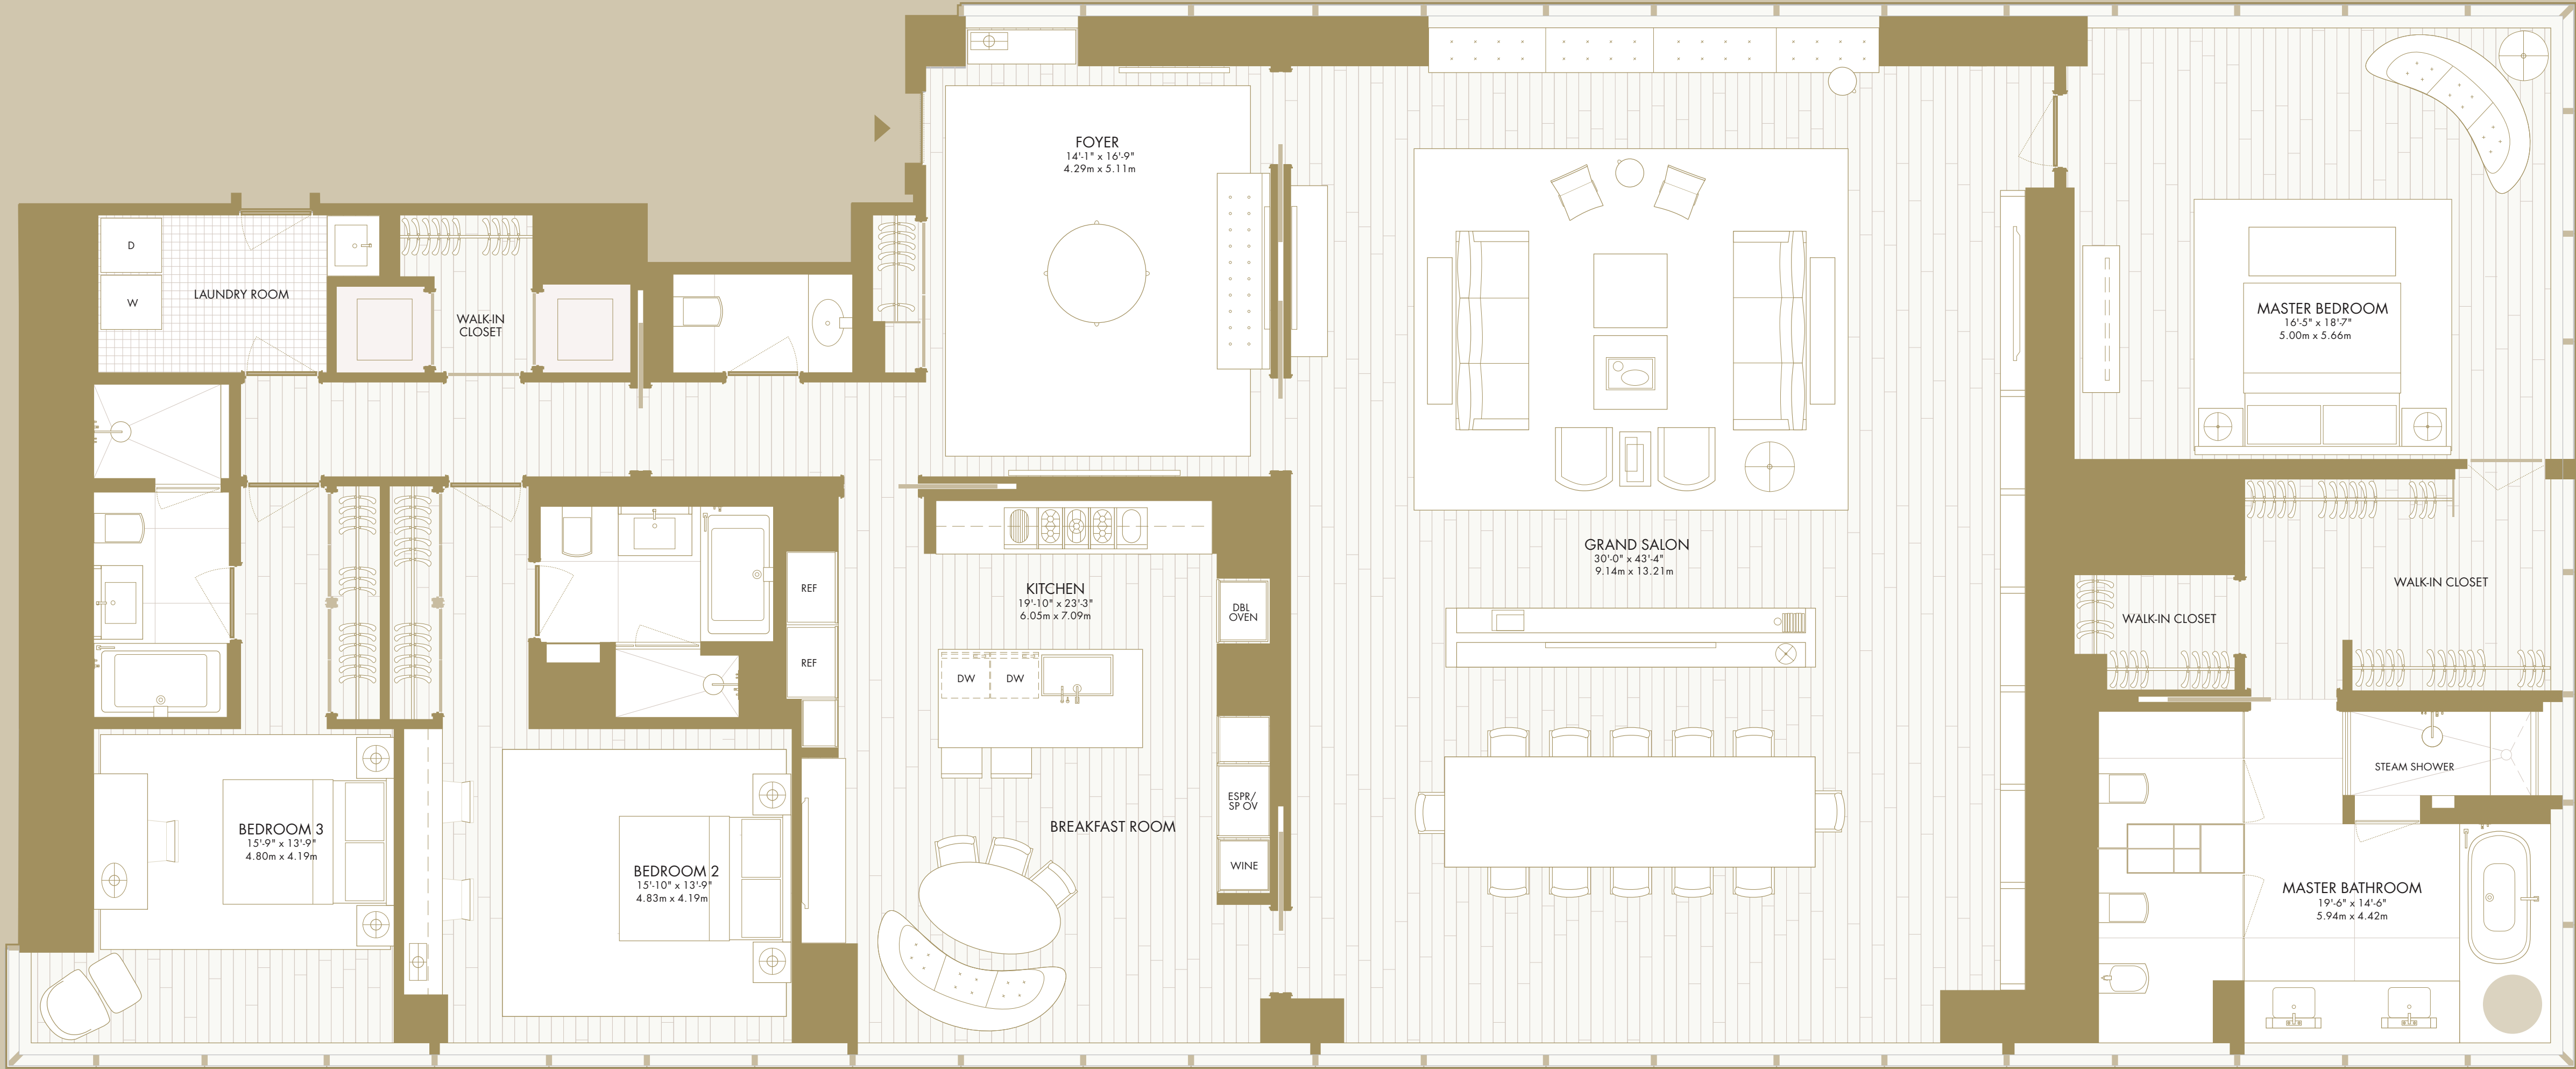 FOYER
14'-1" x 16'-9"
4.29m x 5.11m
D
W
LAUNDRY ROOM
WALK-IN
CLOSET
MASTER BEDROOM
16'-5" x 18'-7"
5.00m x 5.66m
GRAND SALON
30'-0" x 43'-4"
9.14m x 13.21m
KITCHEN
19'-10" x 23'-3"
6.05m x 7.09m
REF
REF
DBL
OVEN
DW
DW
WALK-IN CLOSET
WALK-IN CLOSET
STEAM SHOWER
ESPR/
SP OV
WINE
BREAKFAST ROOM
BEDROOM 3
15'-9" x 13'-9"
4.80m x 4.19m
BEDROOM 2
15'-10" x 13'-9"
4.83m x 4.19m
MASTER BATHROOM
19'-6" x 14'-6"
5.94m x 4.42m